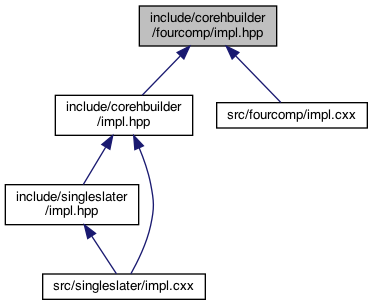 include/corehbuilder
/fourcomp/impl.hpp
include/corehbuilder
/impl.hpp
src/fourcomp/impl.cxx
include/singleslater
/impl.hpp
src/singleslater/impl.cxx